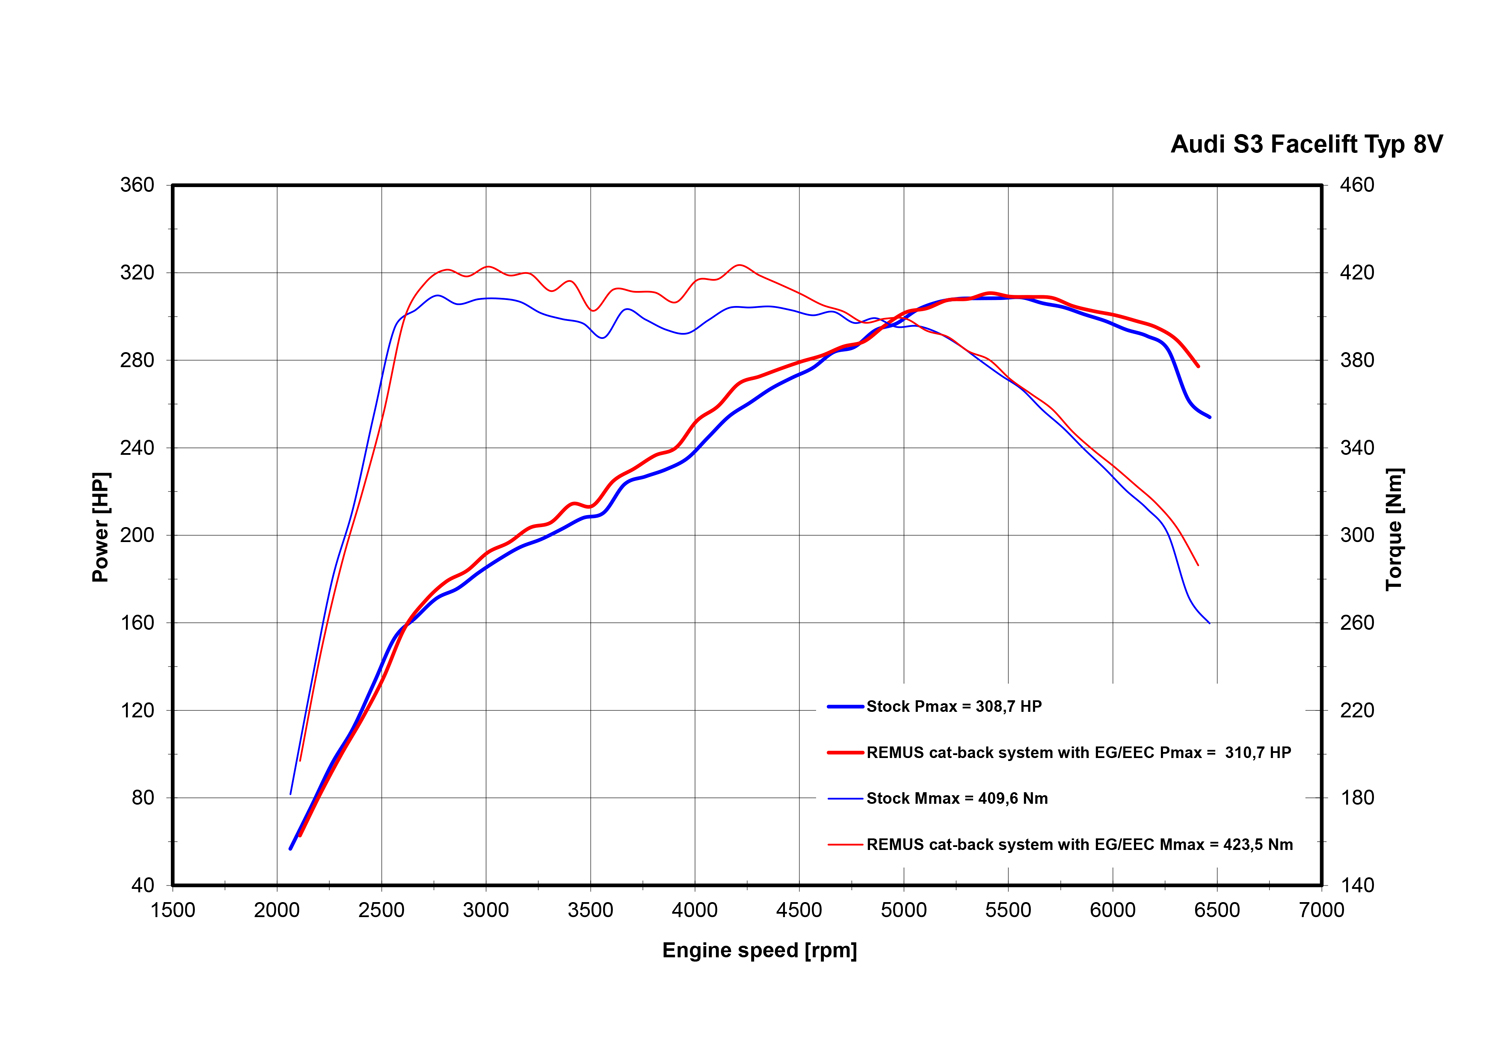 Audi S3 Facelift Typ 8V
360
320
280
240
200
160
120
80
40
Power [HP]
460
420
380
340
300
260
220
180
140
Torque [Nm]
Stock Pmax = 308,7 HP
REMUS cat-back system with EG/EEC Pmax =  310,7 HP
Stock Mmax = 409,6 Nm
REMUS cat-back system with EG/EEC Mmax = 423,5 Nm
1500 2000 2500 3000 3500 4000 4500 5000 5500 6000 6500 7000
Engine speed [rpm]